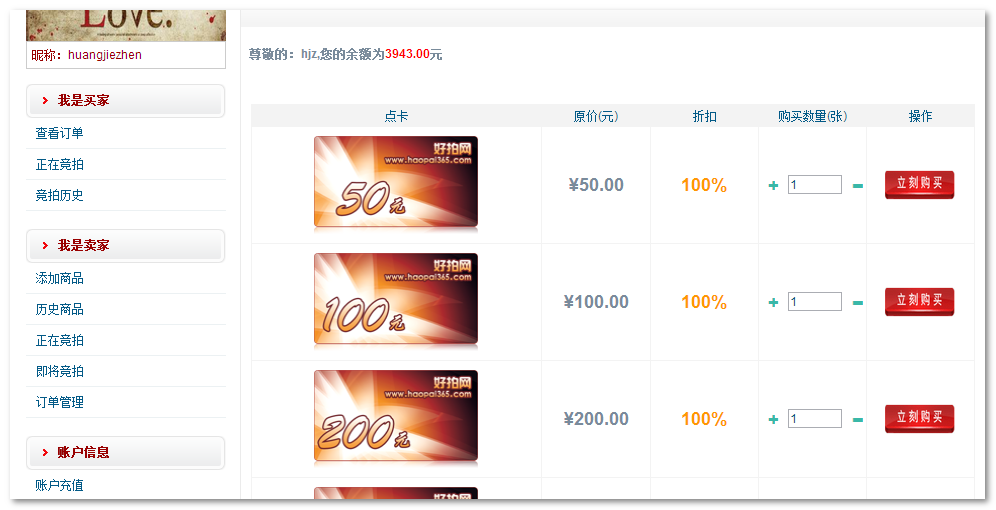 Love.
昵称：huangjiezhen
我是买家
查看订单
正在竞拍
竞拍历史
我是卖家
添加商品
历史商品
正在竞拍
即将竞拍
订单管理
账户信息
账户充值
尊敬的：hjz,您的余额为3943.00元
点卡 原价(元) 折扣 购买数量(张) 操作
好拍网
www.haopai365.com
50元 ¥50.00 100% + 1 − 立刻购买
好拍网
www.haopai365.com
100元 ¥100.00 100% + 1 − 立刻购买
好拍网
www.haopai365.com
200元 ¥200.00 100% + 1 − 立刻购买
好拍网